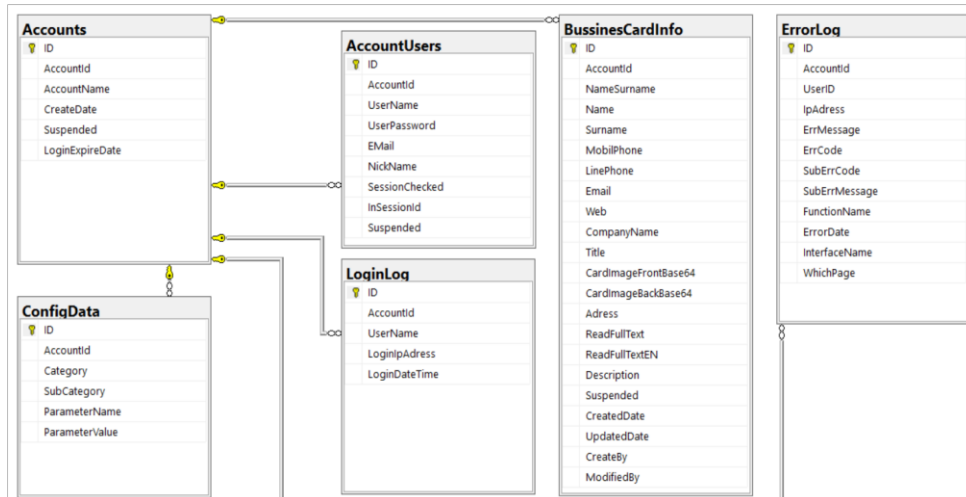 Accounts
ID
AccountId
AccountName
CreateDate
Suspended
LoginExpireDate
AccountUsers
ID
AccountId
UserName
UserPassword
EMail
NickName
SessionChecked
InSessionId
Suspended
BussinesCardInfo
ID
AccountId
NameSurname
Name
Surname
MobilPhone
LinePhone
Email
Web
CompanyName
Title
CardImageFrontBase64
CardImageBackBase64
Adress
ReadFullText
ReadFullTextEN
Description
Suspended
CreatedDate
UpdatedDate
CreateBy
ModifiedBy
ErrorLog
ID
AccountId
UserID
IpAdress
ErrMessage
ErrCode
SubErrCode
SubErrMessage
FunctionName
ErrorDate
InterfaceName
WhichPage
ConfigData
ID
AccountId
Category
SubCategory
ParameterName
ParameterValue
LoginLog
ID
AccountId
UserName
LoginIpAdress
LoginDateTime